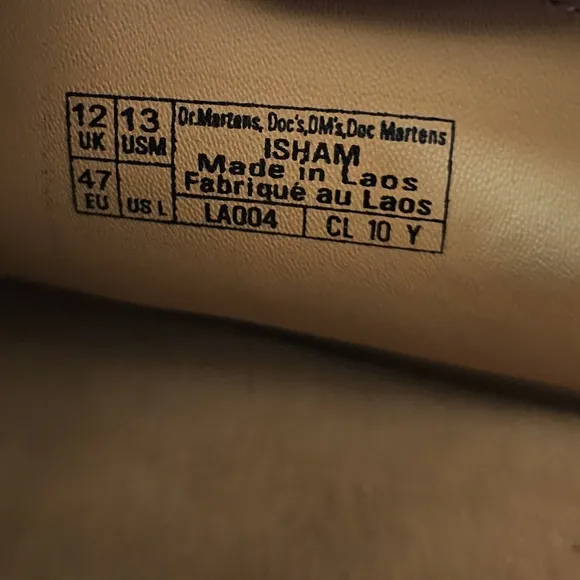 12 UK
13 USM
47 EU
US L
Dr.Martens, Doc's,DM's,Doc Martens
ISHAM
Made in Laos
Fabriqué au Laos
LA004
CL 10 Y